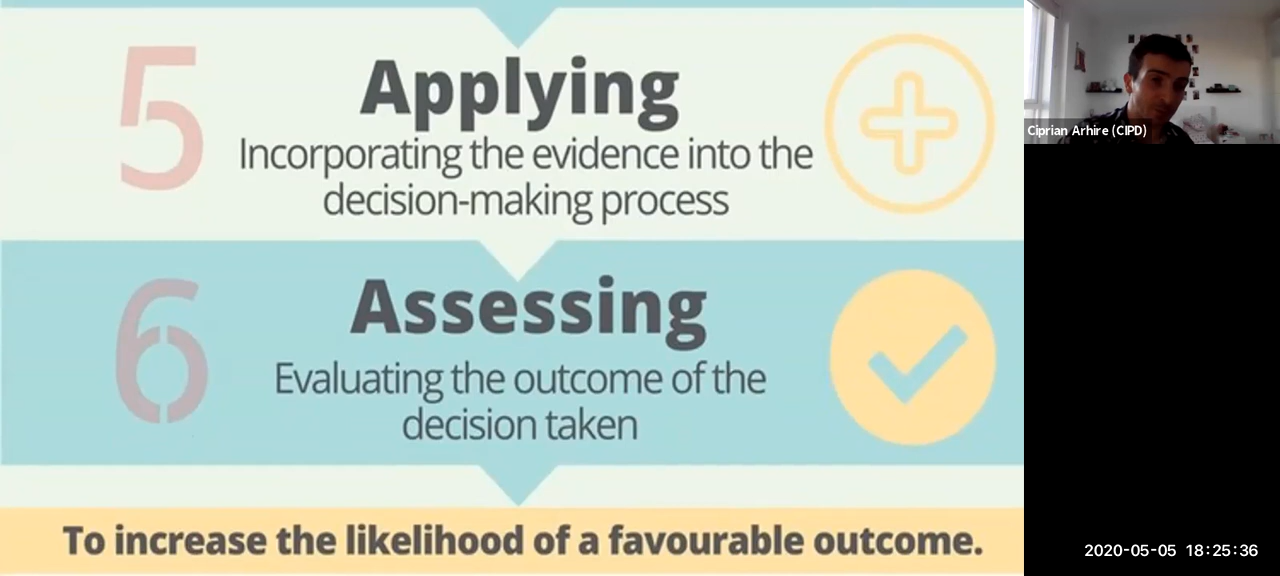 5
Applying
Incorporating the evidence into the
decision-making process
6
Assessing
Evaluating the outcome of the
decision taken
To increase the likelihood of a favourable outcome.
Ciprian Arhire (CIPD)
2020-05-05 18:25:36